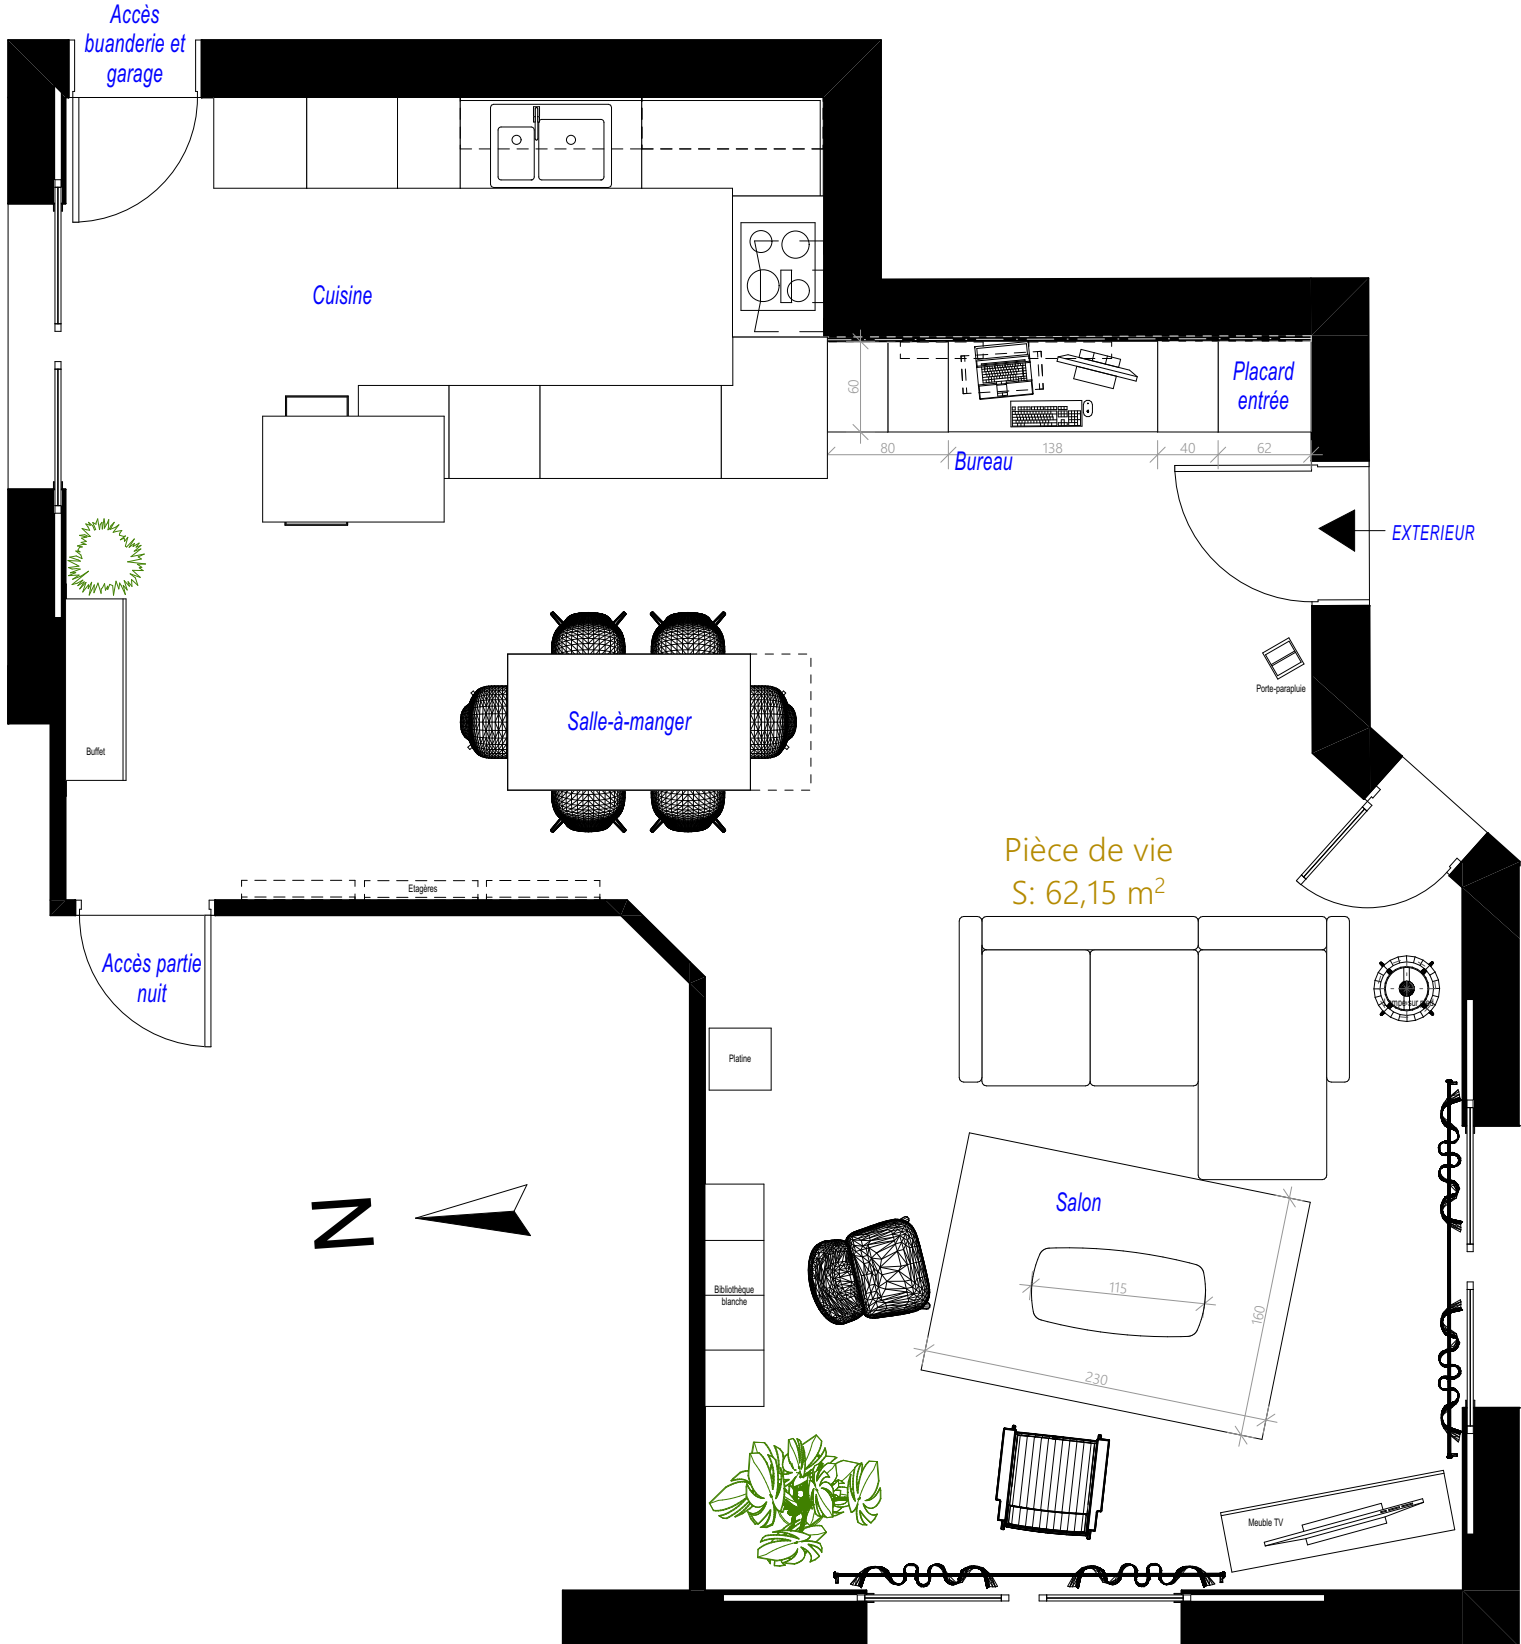 Accès
buanderie et
garage
Cuisine
Placard
entrée
60
80
138
40
62
Bureau
EXTERIEUR
Porte-parapluie
Salle-à-manger
Buffet
Pièce de vie
S: 62,15 m²
Etagères
Accès partie
nuit
Platine
Salon
N
Bibliothèque
blanche
115
160
230
Meuble TV